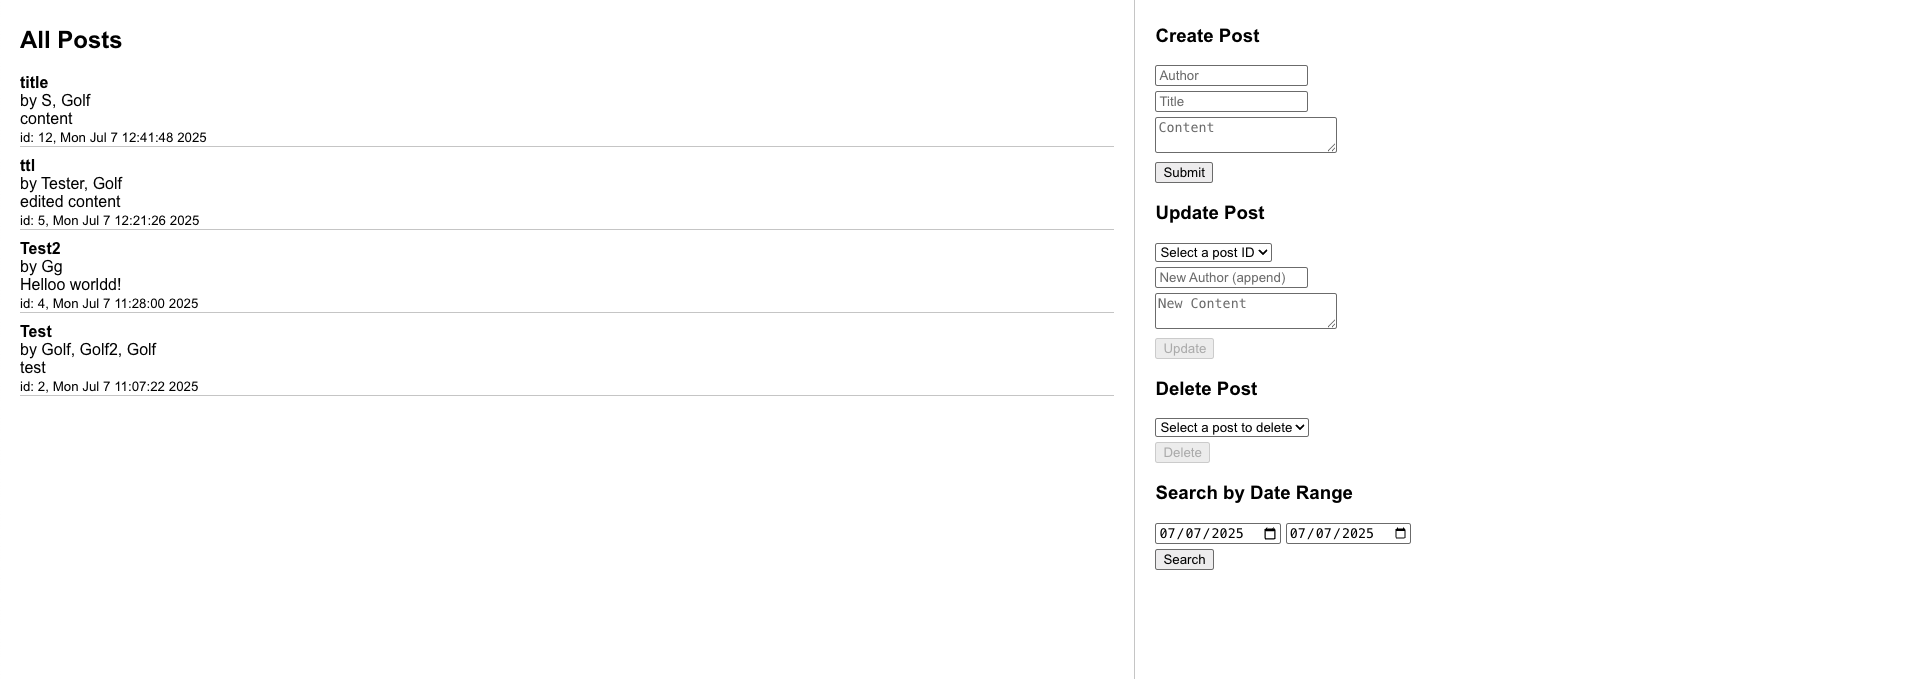 All Posts
title
by S, Golf
content
id: 12, Mon Jul 7 12:41:48 2025
ttl
by Tester, Golf
edited content
id: 5, Mon Jul 7 12:21:26 2025
Test2
by Gg
Helloo worldd!
id: 4, Mon Jul 7 11:28:00 2025
Test
by Golf, Golf2, Golf
test
id: 2, Mon Jul 7 11:07:22 2025
Create Post
Author
Title
Content
Submit
Update Post
Select a post ID
New Author (append)
New Content
Update
Delete Post
Select a post to delete
Delete
Search by Date Range
07/07/2025 07/07/2025
Search